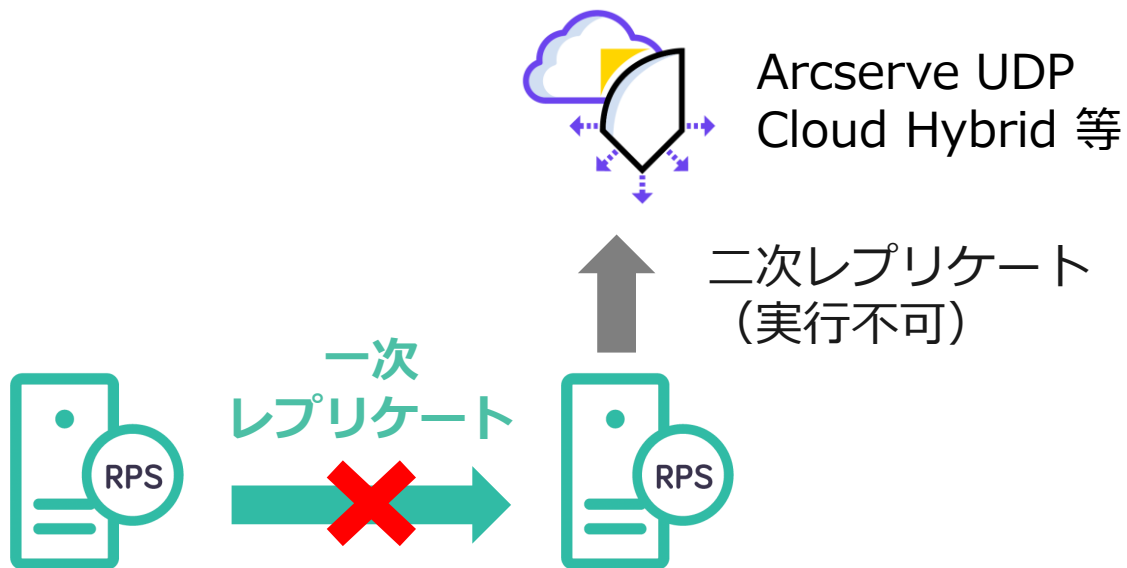 Arcserve UDP
Cloud Hybrid 等
二次レプリケート
（実行不可）
一次
レプリケート
RPS
RPS